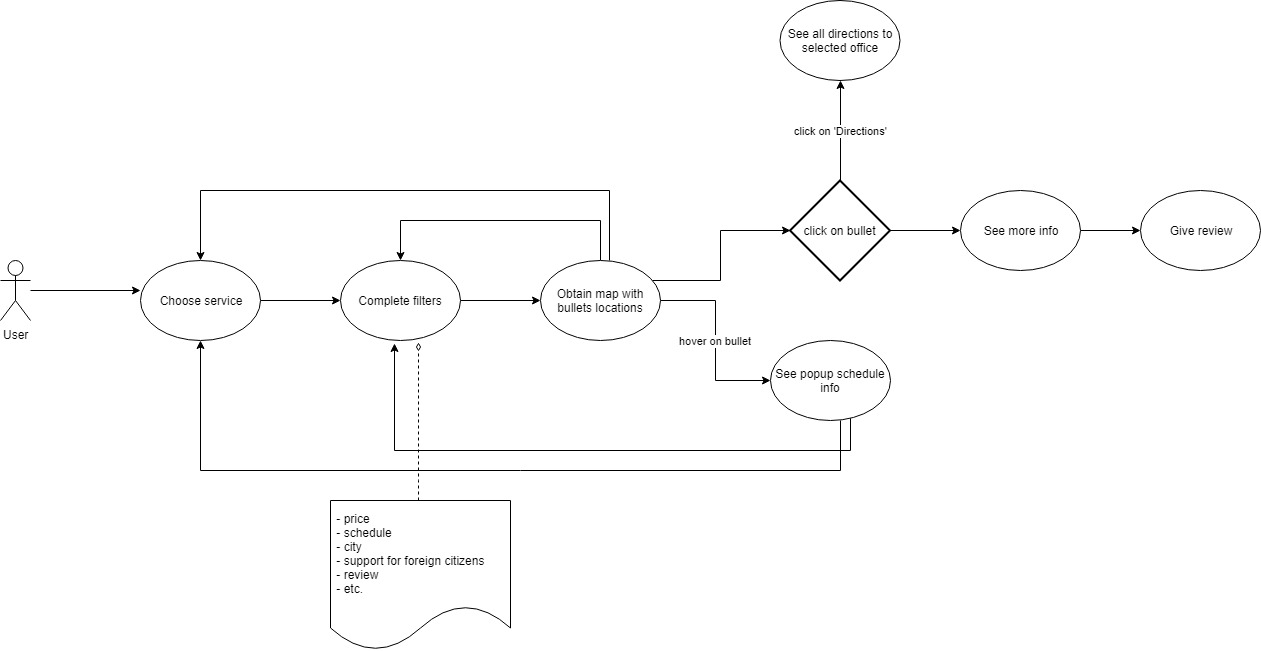 See all directions to
selected office
click on 'Directions'
click on bullet
See more info
Give review
User
Choose service
Complete filters
Obtain map with
bullets locations
hover on bullet
See popup schedule
info
- price
- schedule
- city
- support for foreign citizens
- review
- etc.